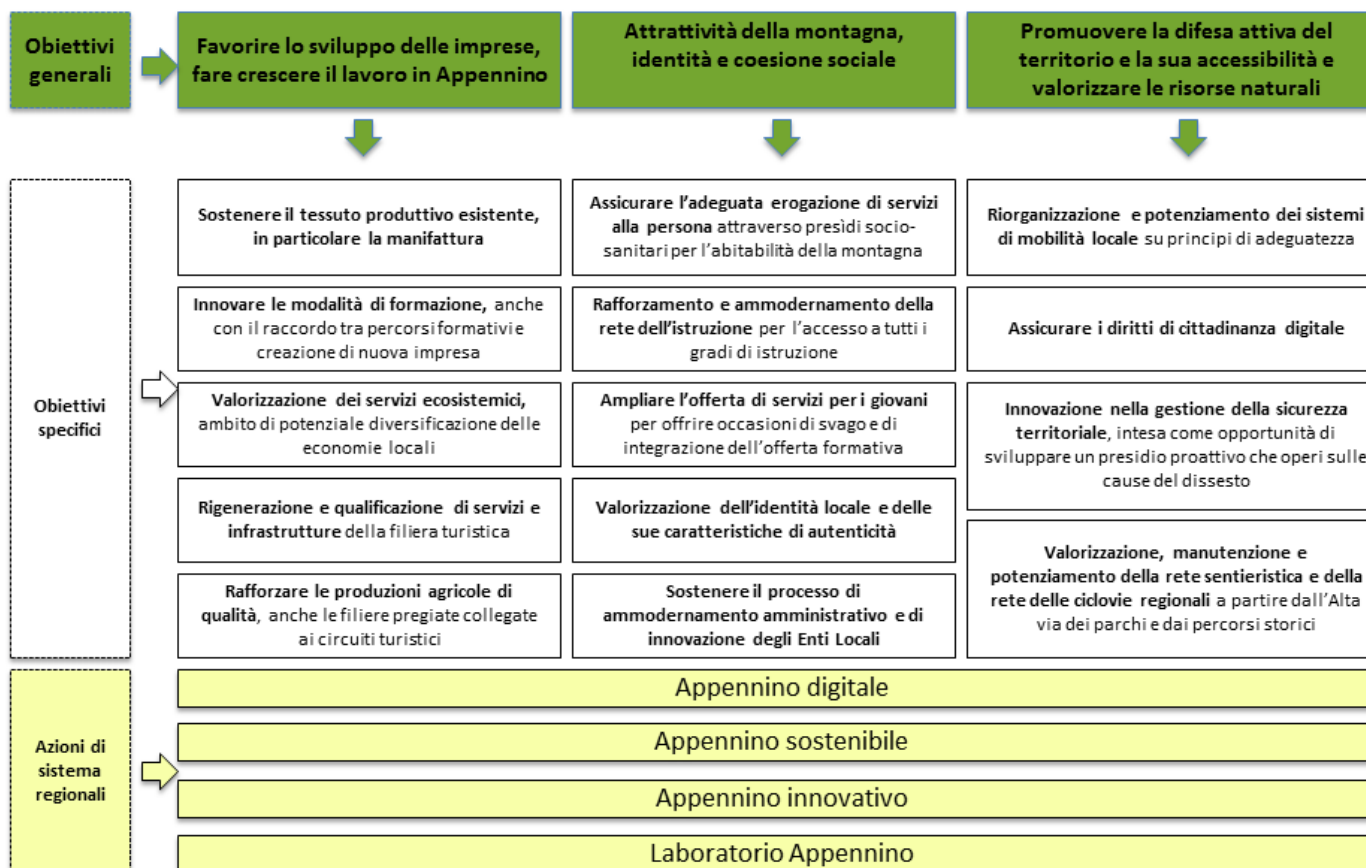 Obiettivi
generali
Favorire lo sviluppo delle imprese,
fare crescere il lavoro in Appennino
Attrattività della montagna,
identità e coesione sociale
Promuovere la difesa attiva del
territorio e la sua accessibilità e
valorizzare le risorse naturali
Obiettivi
specifici
Sostenere il tessuto produttivo esistente,
in particolare la manifattura
Innovare le modalità di formazione, anche
con il raccordo tra percorsi formativi e
creazione di nuova impresa
Valorizzazione dei servizi ecosistemici,
ambito di potenziale diversificazione delle
economie locali
Rigenerazione e qualificazione di servizi e
infrastrutture della filiera turistica
Rafforzare le produzioni agricole di
qualità, anche le filiere pregiate collegate
ai circuiti turistici
Assicurare l'adeguata erogazione di servizi
alla persona attraverso presìdi socio-
sanitari per l'abitabilità della montagna
Rafforzamento e ammodernamento della
rete dell'istruzione per l'accesso a tutti i
gradi di istruzione
Ampliare l'offerta di servizi per i giovani
per offrire occasioni di svago e di
integrazione dell'offerta formativa
Valorizzazione dell'identità locale e delle
sue caratteristiche di autenticità
Sostenere il processo di
ammodernamento amministrativo e di
innovazione degli Enti Locali
Riorganizzazione e potenziamento dei sistemi
di mobilità locale su principi di adeguatezza
Assicurare i diritti di cittadinanza digitale
Innovazione nella gestione della sicurezza
territoriale, intesa come opportunità di
sviluppare un presidio proattivo che operi sulle
cause del dissesto
Valorizzazione, manutenzione e
potenziamento della rete sentieristica e della
rete delle ciclovie regionali a partire dall'Alta
via dei parchi e dai percorsi storici
Azioni di
sistema
regionali
Appennino digitale
Appennino sostenibile
Appennino innovativo
Laboratorio Appennino